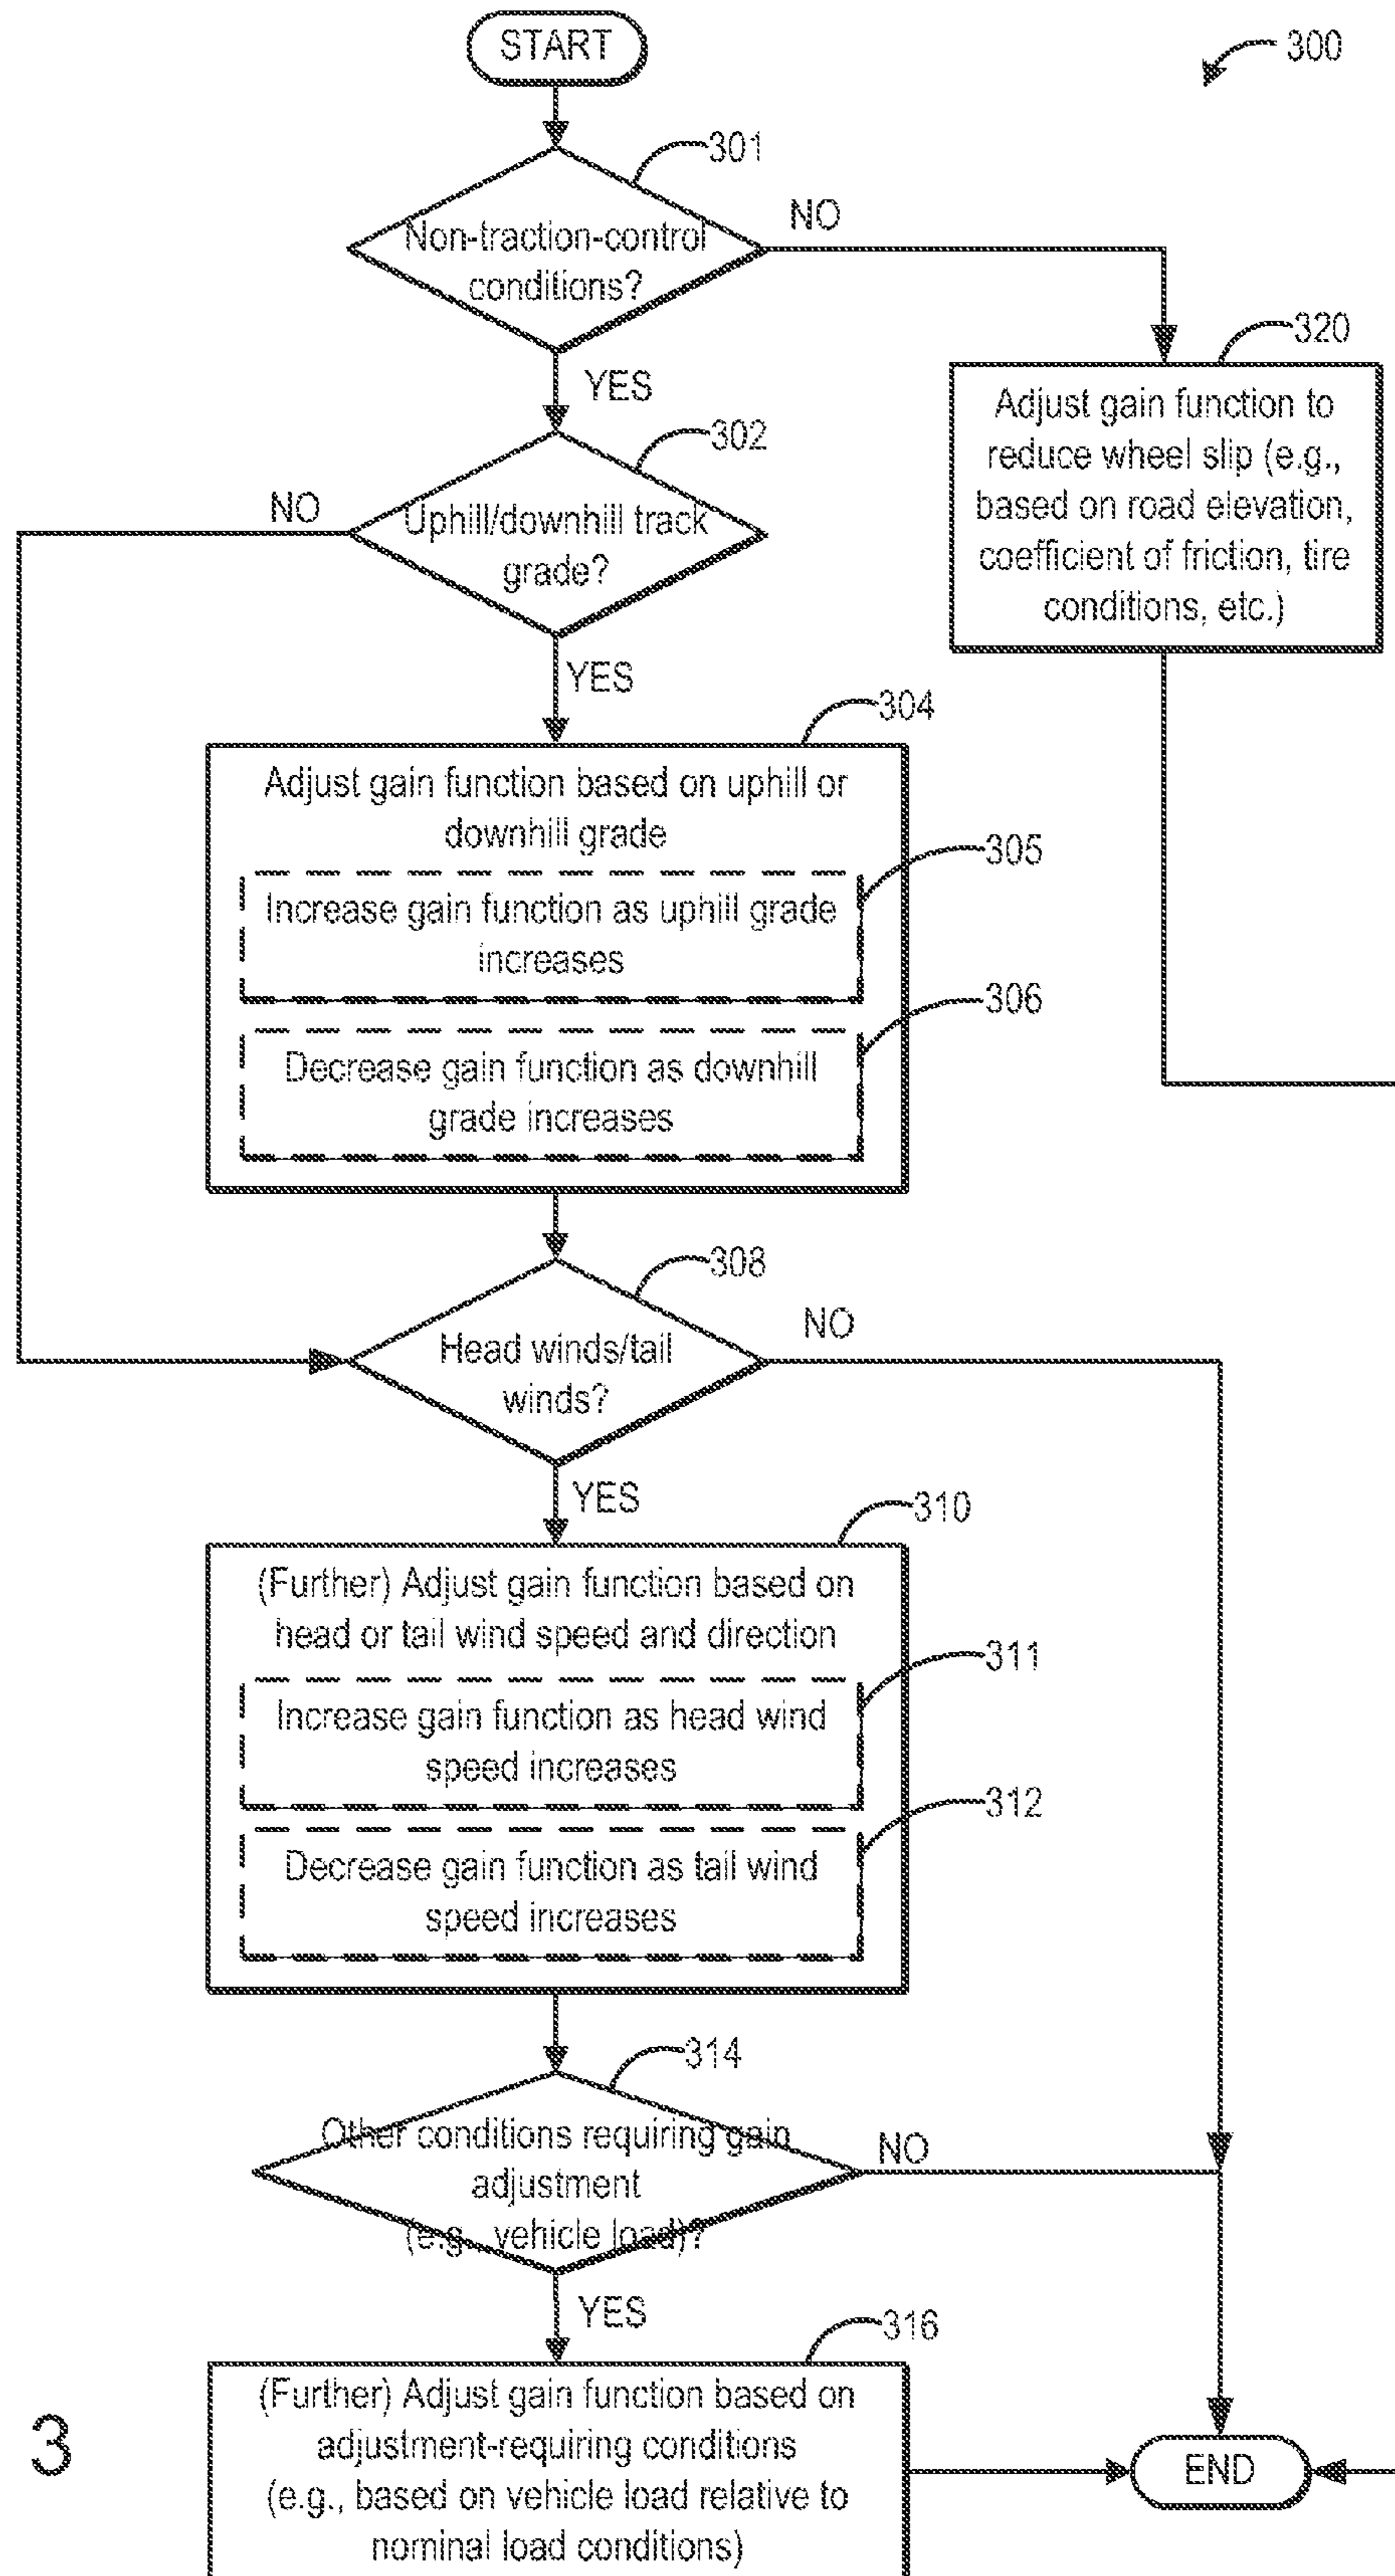 START
300
301
Non-traction-control
conditions?
NO
YES
320
Adjust gain function to
reduce wheel slip (e.g.,
based on road elevation,
coefficient of friction, tire
conditions, etc.)
302
NO
Uphill/downhill track
grade?
YES
304
Adjust gain function based on uphill or
downhill grade
305
Increase gain function as uphill grade
increases
306
Decrease gain function as downhill
grade increases
308
Head winds/tail
winds?
NO
YES
310
(Further) Adjust gain function based on
head or tail wind speed and direction
311
Increase gain function as head wind
speed increases
312
Decrease gain function as tail wind
speed increases
314
Other conditions requiring gain
adjustment
(e.g., vehicle load)?
NO
YES
316
(Further) Adjust gain function based on
adjustment-requiring conditions
(e.g., based on vehicle load relative to
nominal load conditions)
END
3